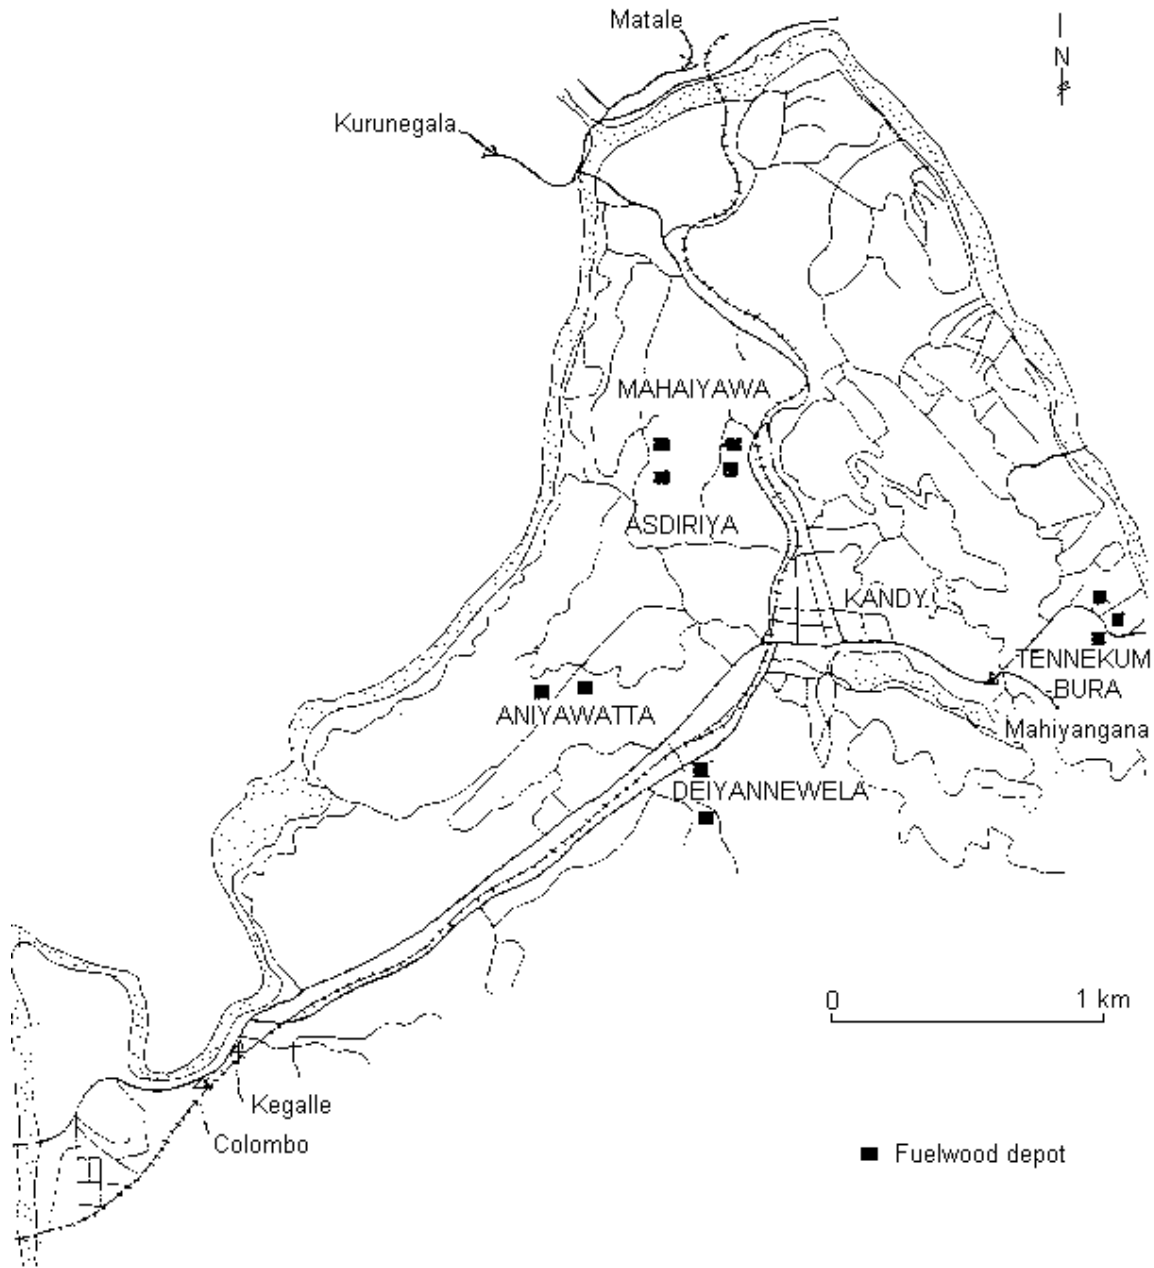 Matale
N
Kurunegala
MAHAIYAWA
ASDIRIYA
KANDY
TENNEKUM
-BURA
ANIYAWATTA
Mahiyangana
DEIYANNEWELA
0 1 km
Kegalle
Colombo
Fuelwood depot